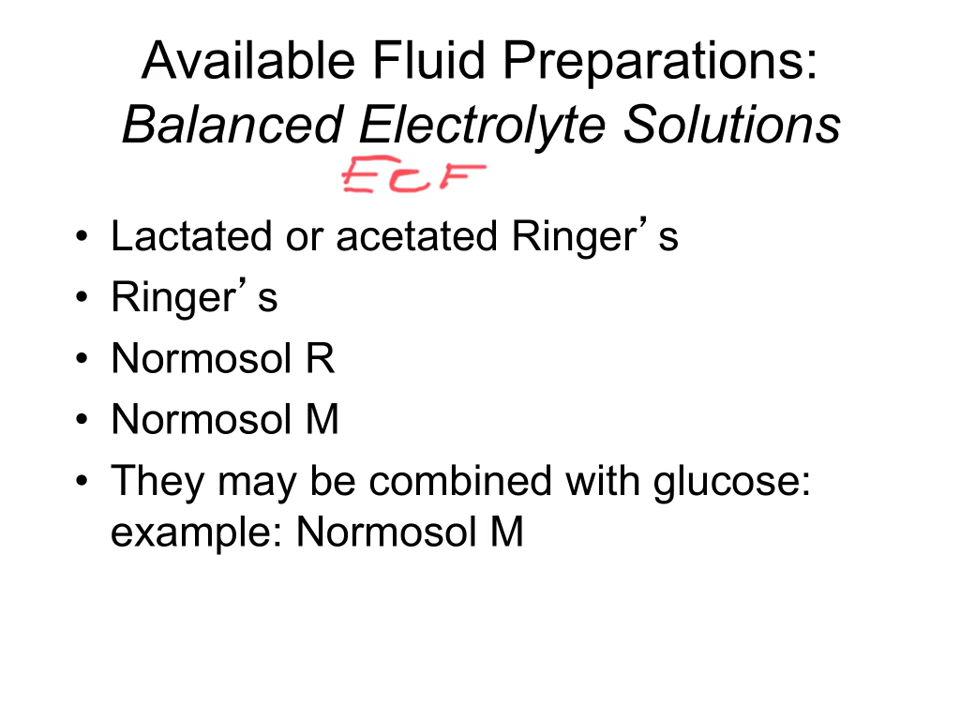 Available Fluid Preparations:
Balanced Electrolyte Solutions
ECF
• Lactated or acetated Ringer’s
• Ringer’s
• Normosol R
• Normosol M
• They may be combined with glucose:
example: Normosol M